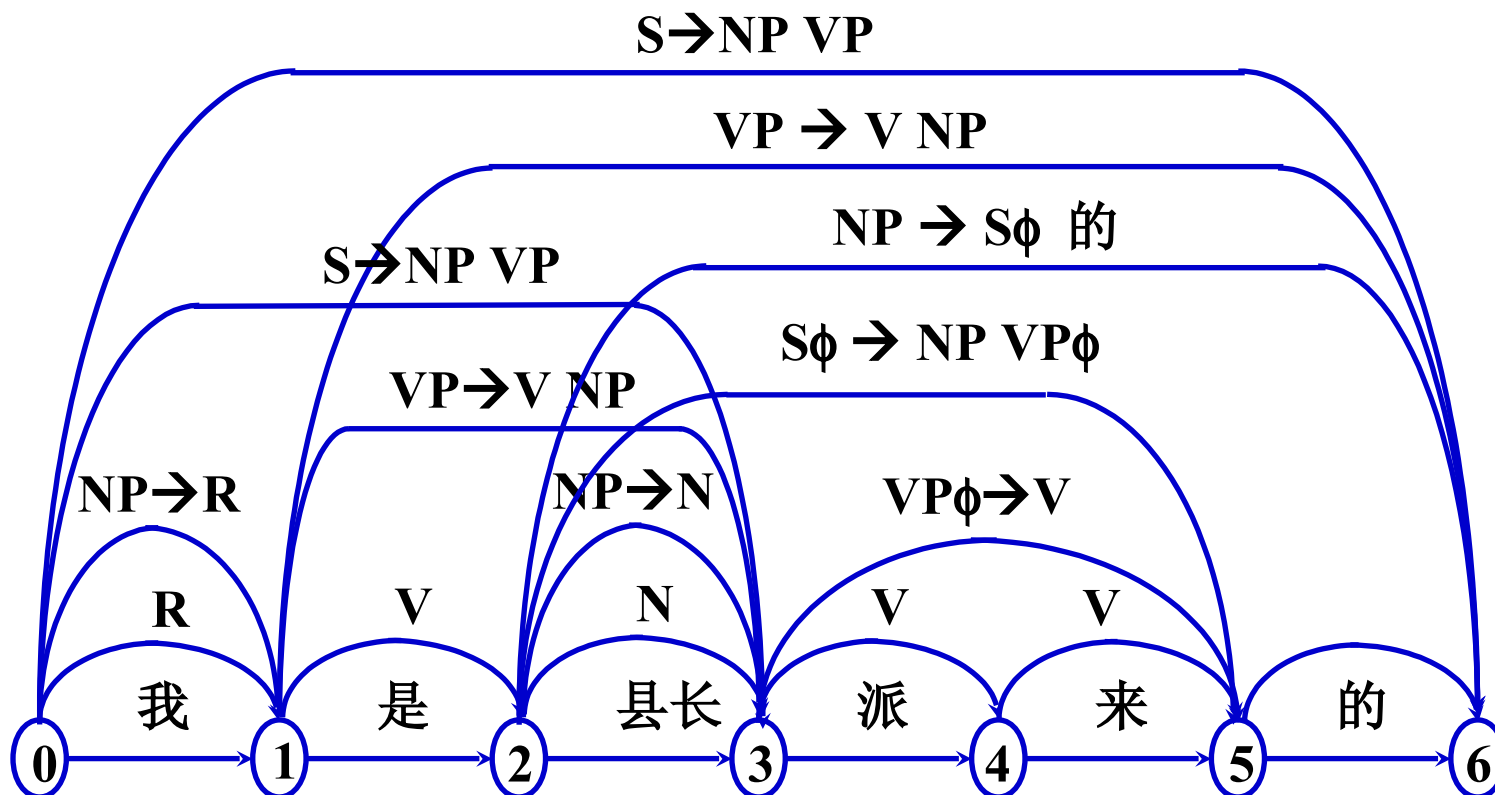 S→NP VP
VP → V NP
NP → Sϕ 的
S→NP VP
Sϕ → NP VPϕ
VP→V NP
NP→R NP→N VPϕ→V
R V N V V
我 是 县长 派 来 的
0 1 2 3 4 5 6